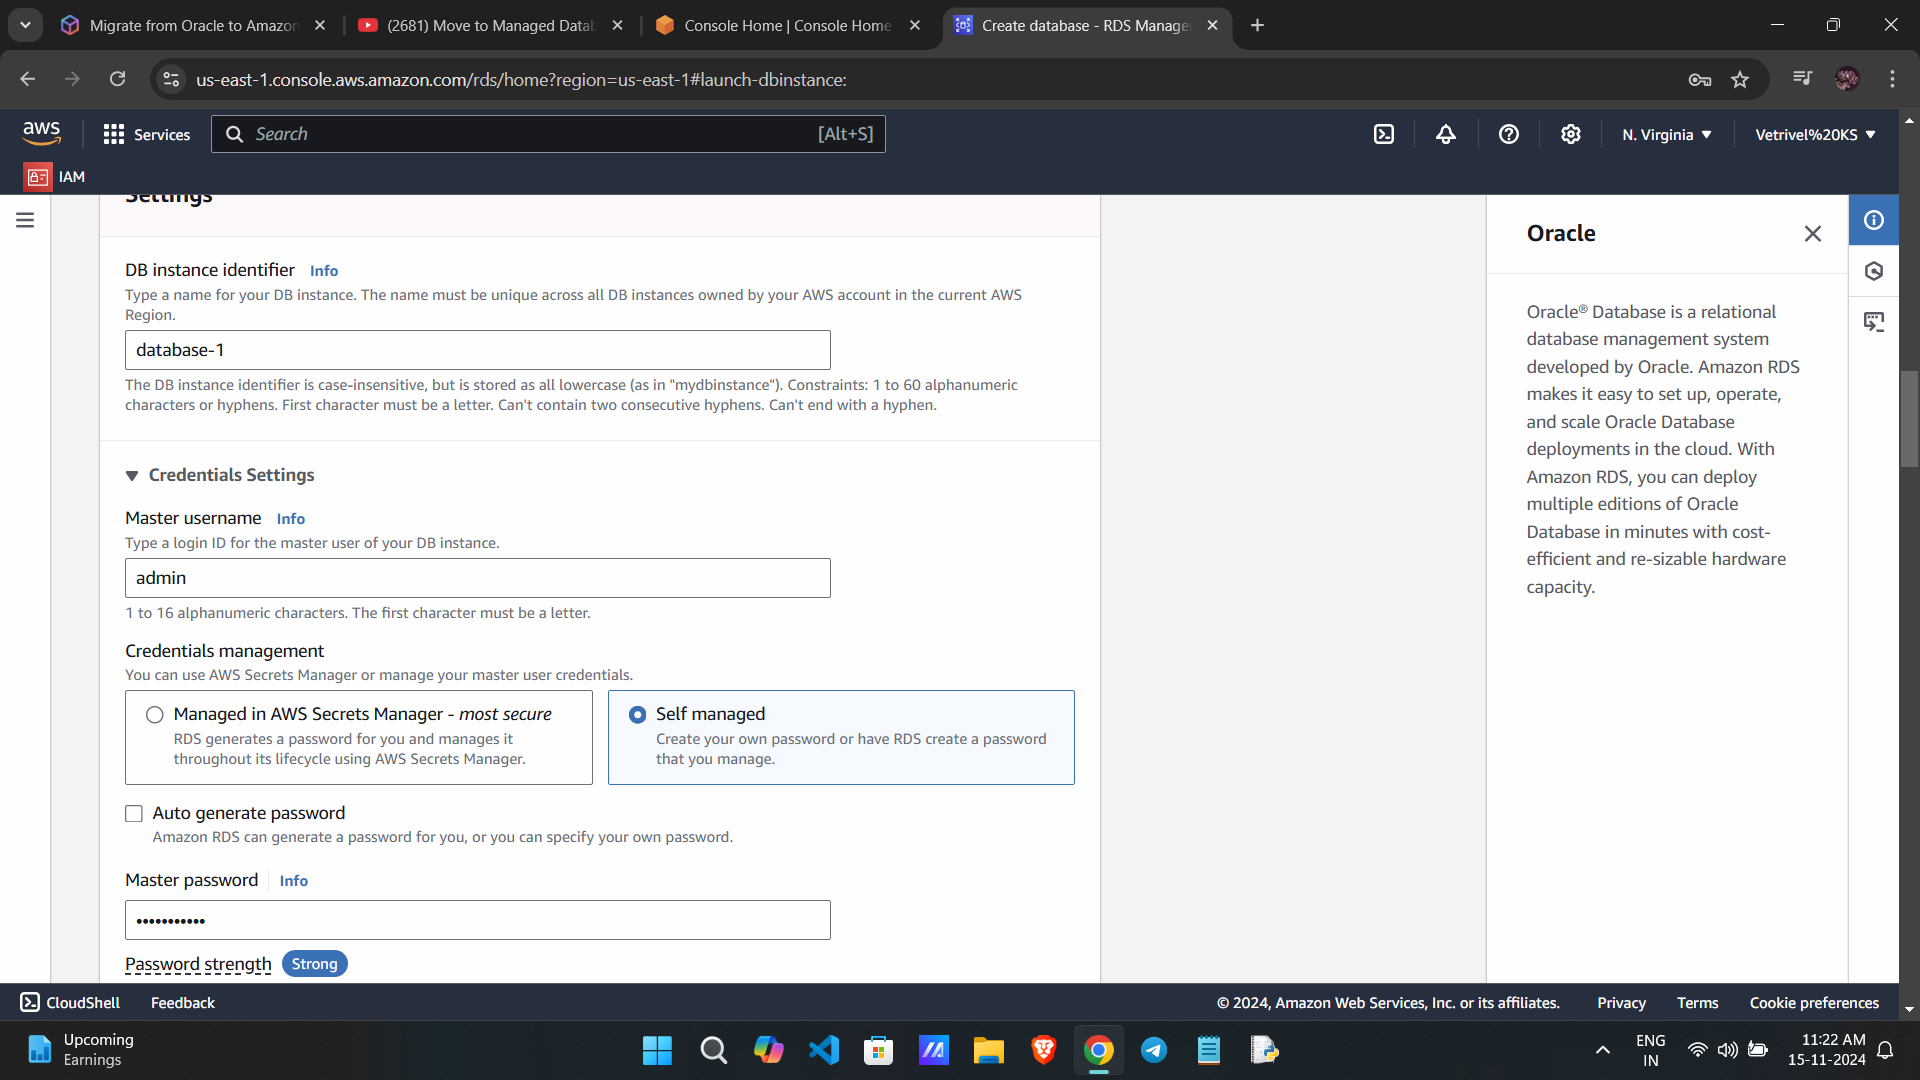 Migrate from Oracle to Amazon
(2681) Move to Managed Datab
Console Home | Console Home
Create database - RDS Manage
us-east-1.console.aws.amazon.com/rds/home?region=us-east-1#launch-dbinstance:
aws
Services
Search
[Alt+S]
N. Virginia
Vetrivel%20KS
IAM
Settings
DB instance identifier Info
Type a name for your DB instance. The name must be unique across all DB instances owned by your AWS account in the current AWS
Region.
database-1
The DB instance identifier is case-insensitive, but is stored as all lowercase (as in "mydbinstance"). Constraints: 1 to 60 alphanumeric
characters or hyphens. First character must be a letter. Can't contain two consecutive hyphens. Can't end with a hyphen.
Credentials Settings
Master username Info
Type a login ID for the master user of your DB instance.
admin
1 to 16 alphanumeric characters. The first character must be a letter.
Credentials management
You can use AWS Secrets Manager or manage your master user credentials.
Managed in AWS Secrets Manager - most secure
RDS generates a password for you and manages it
throughout its lifecycle using AWS Secrets Manager.
Self managed
Create your own password or have RDS create a password
that you manage.
Auto generate password
Amazon RDS can generate a password for you, or you can specify your own password.
Master password Info
•••••••••••
Password strength Strong
Oracle
Oracle® Database is a relational
database management system
developed by Oracle. Amazon RDS
makes it easy to set up, operate,
and scale Oracle Database
deployments in the cloud. With
Amazon RDS, you can deploy
multiple editions of Oracle
Database in minutes with cost-
efficient and re-sizable hardware
capacity.
CloudShell
Feedback
© 2024, Amazon Web Services, Inc. or its affiliates.
Privacy
Terms
Cookie preferences
Upcoming
Earnings
ENG
IN
11:22 AM
15-11-2024